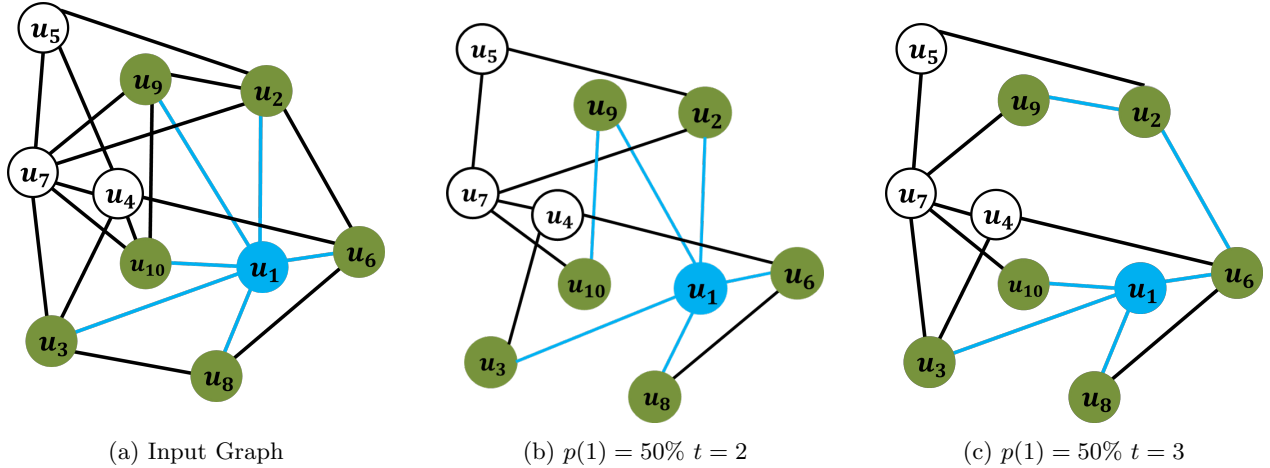 u₅
u₉
u₂
u₇
u₄
u₁₀
u₁
u₆
u₃
u₈
(a) Input Graph
u₅
u₉
u₂
u₇
u₄
u₁₀
u₁
u₆
u₃
u₈
(b) p(1) = 50% t = 2
u₅
u₉
u₂
u₇
u₄
u₁₀
u₁
u₆
u₃
u₈
(c) p(1) = 50% t = 3